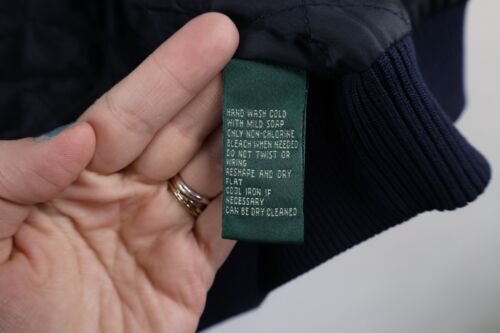 HAND WASH COLD
WITH MILD SOAP
ONLY NON-CHLORINE
BLEACH WHEN NEEDED
DO NOT TWIST OR
WRING
RESHAPE AND DRY
FLAT
COOL IRON IF
NECESSARY
CAN BE DRY CLEANED